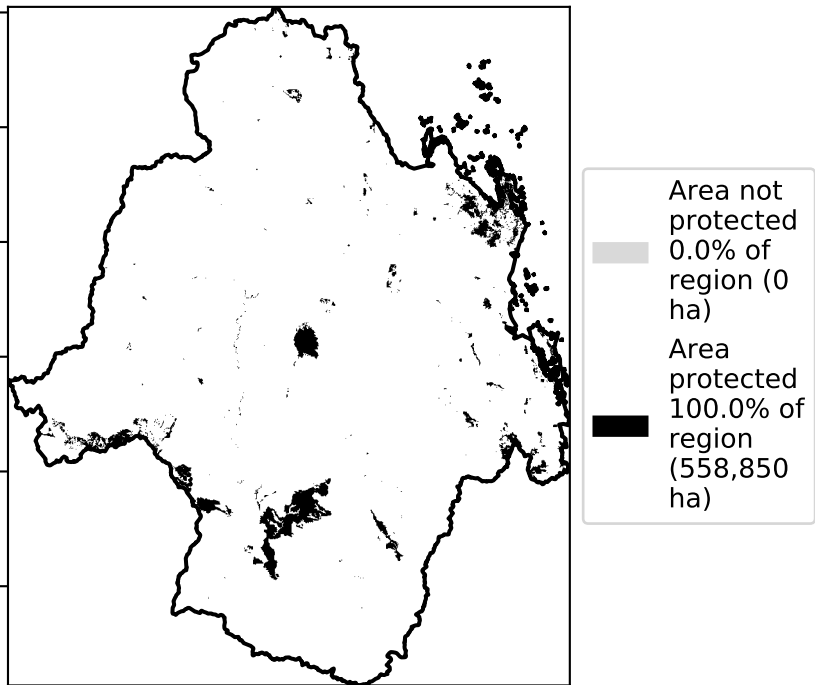 Area not
protected
0.0% of
region (0
ha)
Area
protected
100.0% of
region
(558,850
ha)